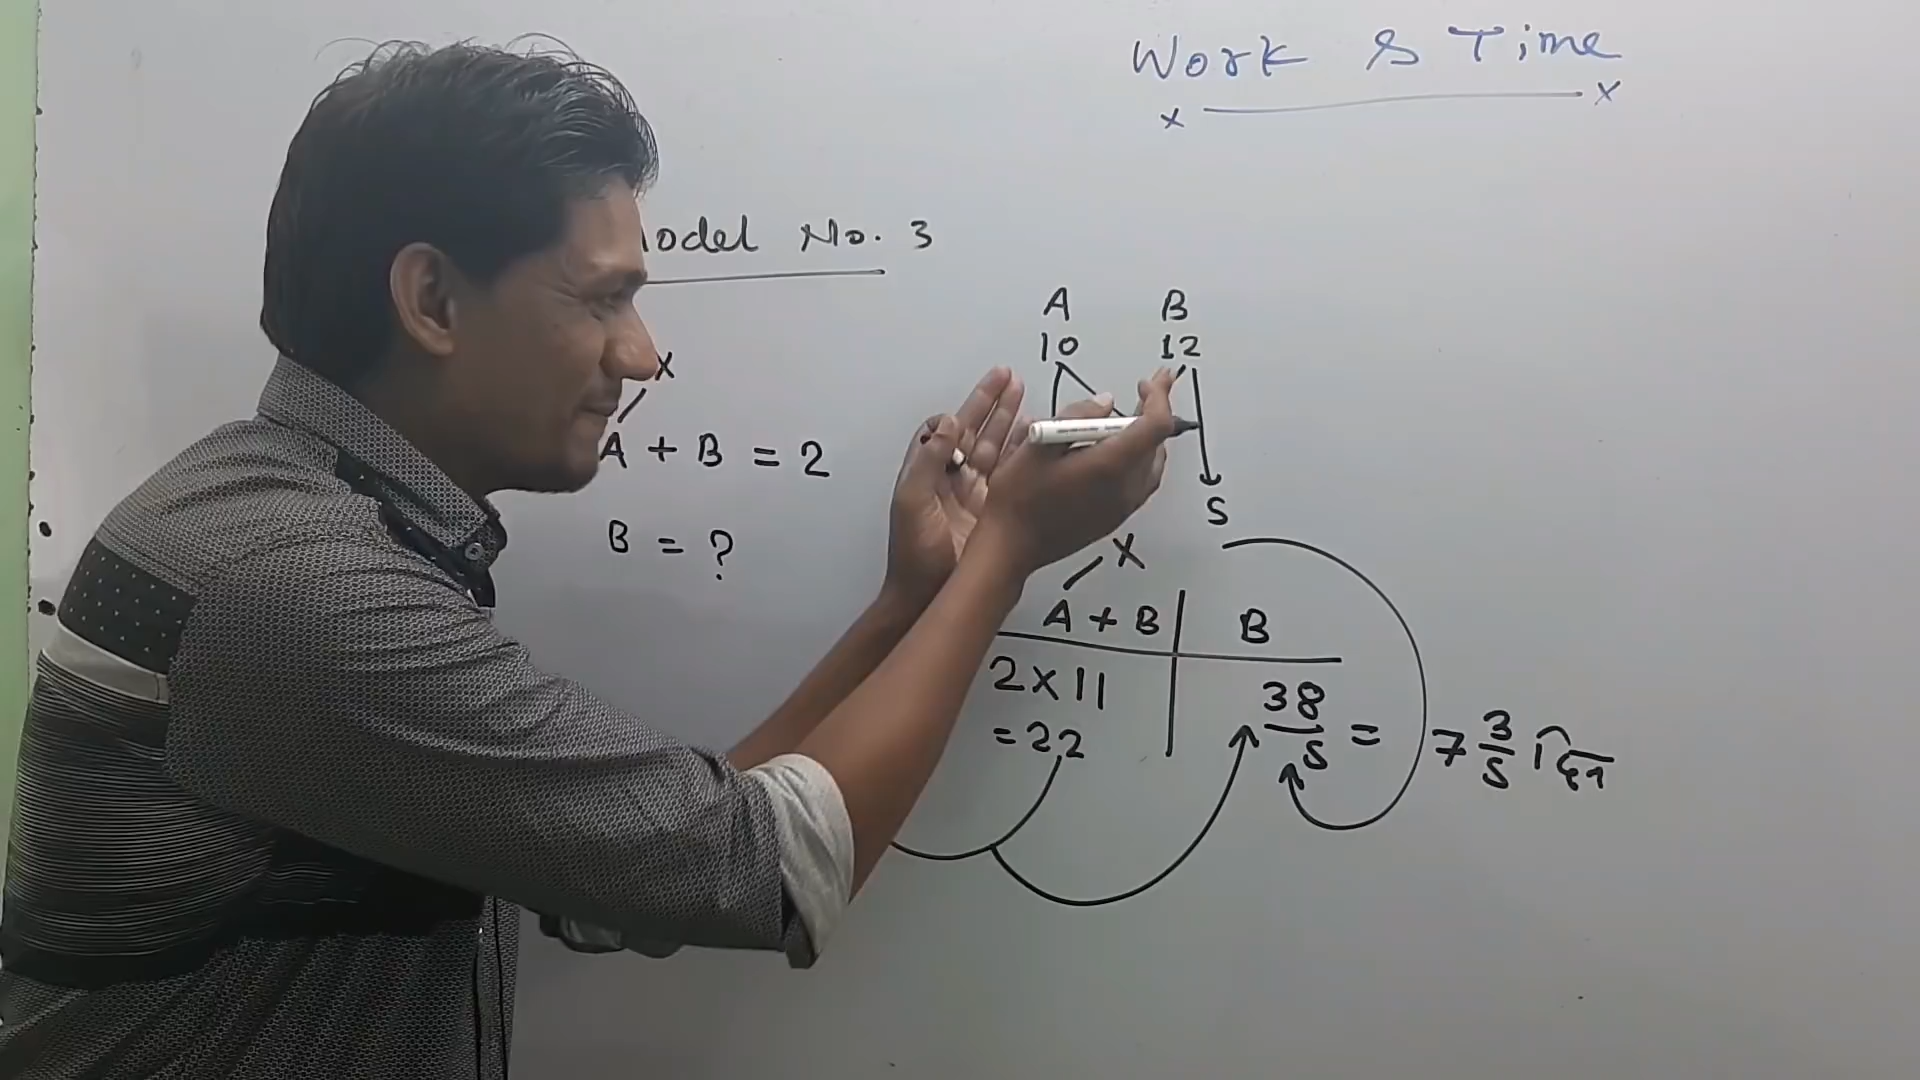 Work & Time
x x
odel No. 3
X
A + B = 2
B = ?
A B
10 12
5
X
A + B B
2 x 11
= 22
38/5 = 7 3/5 दिन